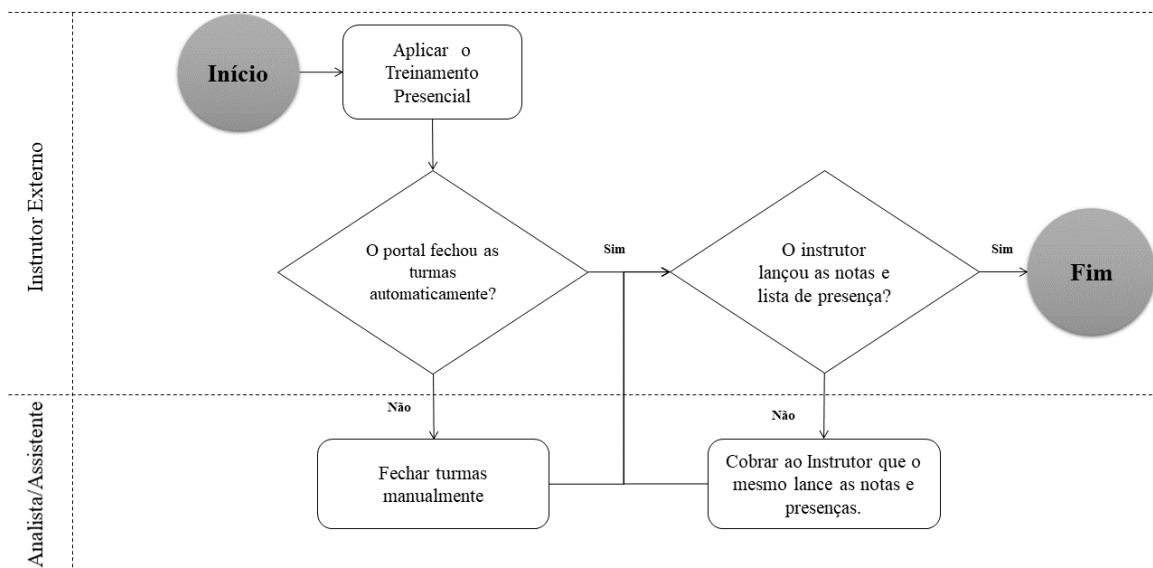 Instrutor Externo
Início
Aplicar o
Treinamento
Presencial
O portal fechou as
turmas
automaticamente?
Sim
O instrutor
lançou as notas e
lista de presença?
Sim
Fim
Analista/Assistente
Não
Fechar turmas
manualmente
Não
Cobrar ao Instrutor que o
mesmo lance as notas e
presenças.